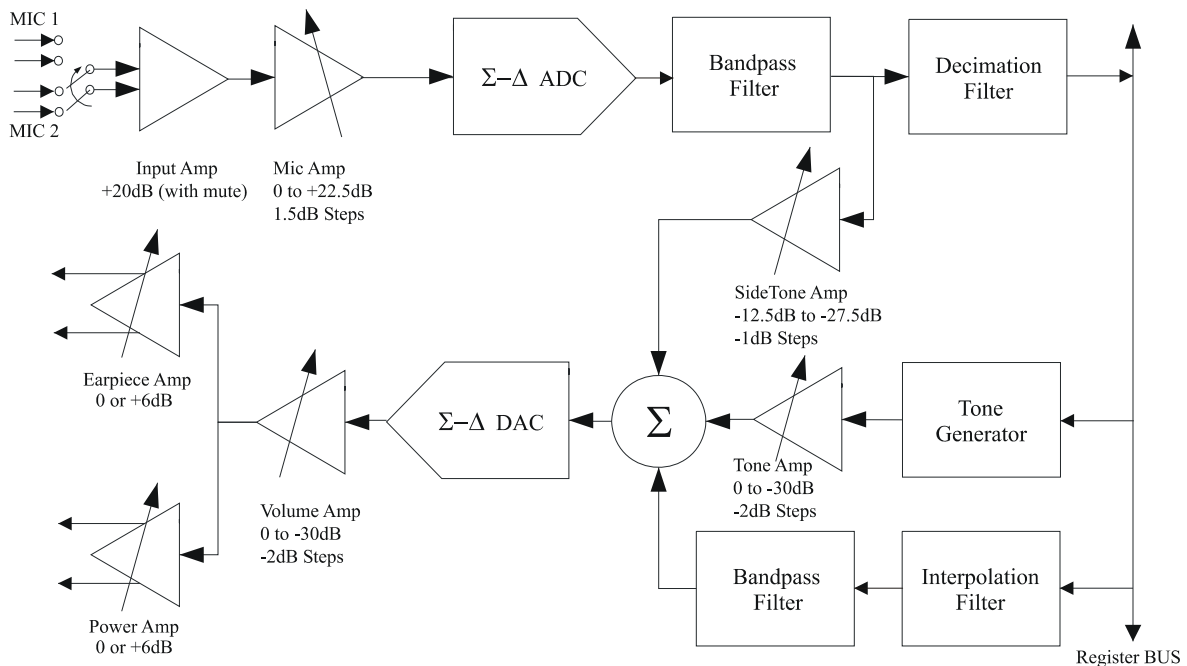 MIC 1
MIC 2
Σ–Δ ADC
Bandpass
Filter
Decimation
Filter
Input Amp
+20dB (with mute)
Mic Amp
0 to +22.5dB
1.5dB Steps
SideTone Amp
-12.5dB to -27.5dB
-1dB Steps
Earpiece Amp
0 or +6dB
Σ–Δ DAC
Σ
Tone
Generator
Tone Amp
0 to -30dB
-2dB Steps
Volume Amp
0 to -30dB
-2dB Steps
Bandpass
Filter
Interpolation
Filter
Power Amp
0 or +6dB
Register BUS